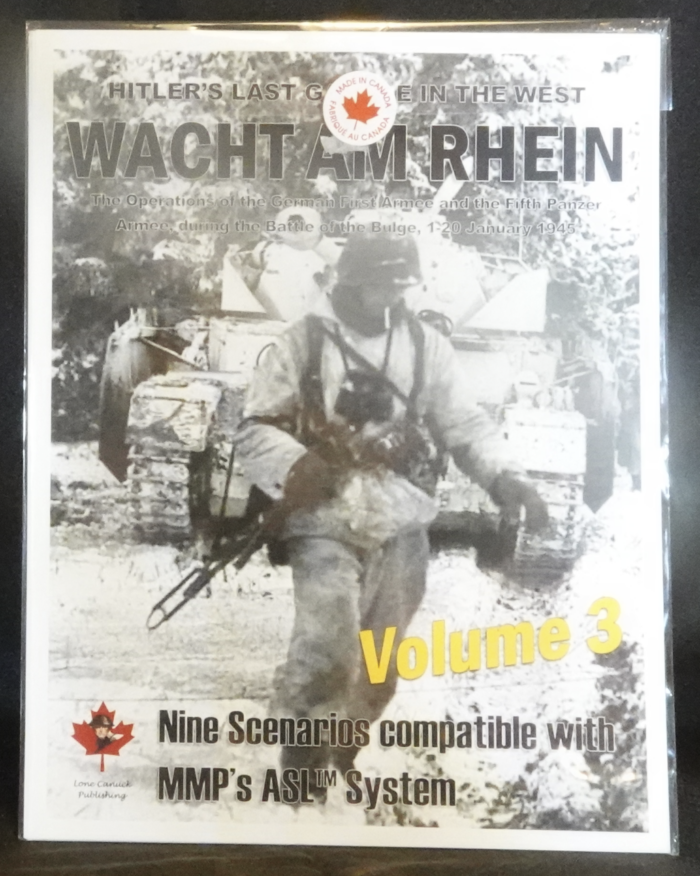 HITLER'S LAST G E IN THE WEST
MADE IN CANADA
FABRIQUÉ AU CANADA
WACHT AM RHEIN
The Operations of the German First Armee and the Fifth Panzer
Armee, during the Battle of the Bulge, 1-20 January 1945
Volume 3
Nine Scenarios compatible with
MMP's ASL™ System
Lone Canuck
Publishing